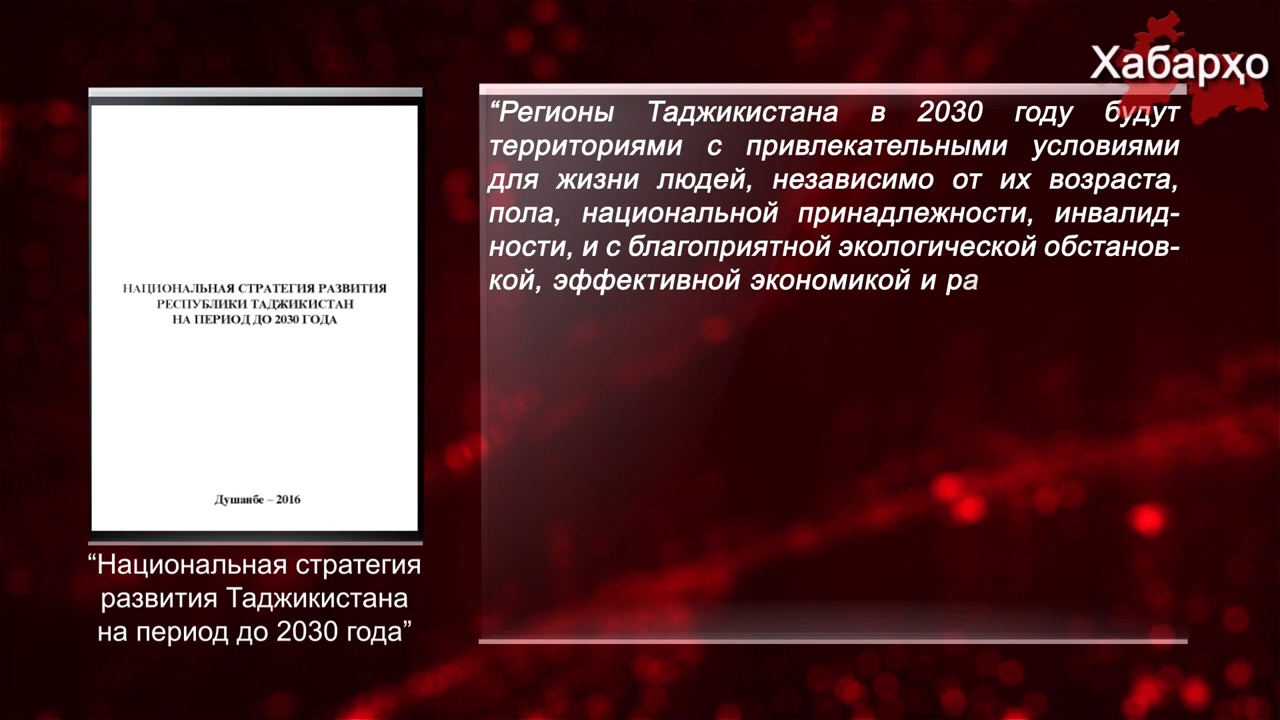 Хабарҳо
“Регионы Таджикистана в 2030 году будут
территориями с привлекательными условиями
для жизни людей, независимо от их возраста,
пола, национальной принадлежности, инвалид-
ности, и с благоприятной экологической обстанов-
кой, эффективной экономикой и ра
НАЦИОНАЛЬНАЯ СТРАТЕГИЯ РАЗВИТИЯ
РЕСПУБЛИКИ ТАДЖИКИСТАН
НА ПЕРИОД ДО 2030 ГОДА
Душанбе – 2016
“Национальная стратегия
развития Таджикистана
на период до 2030 года”